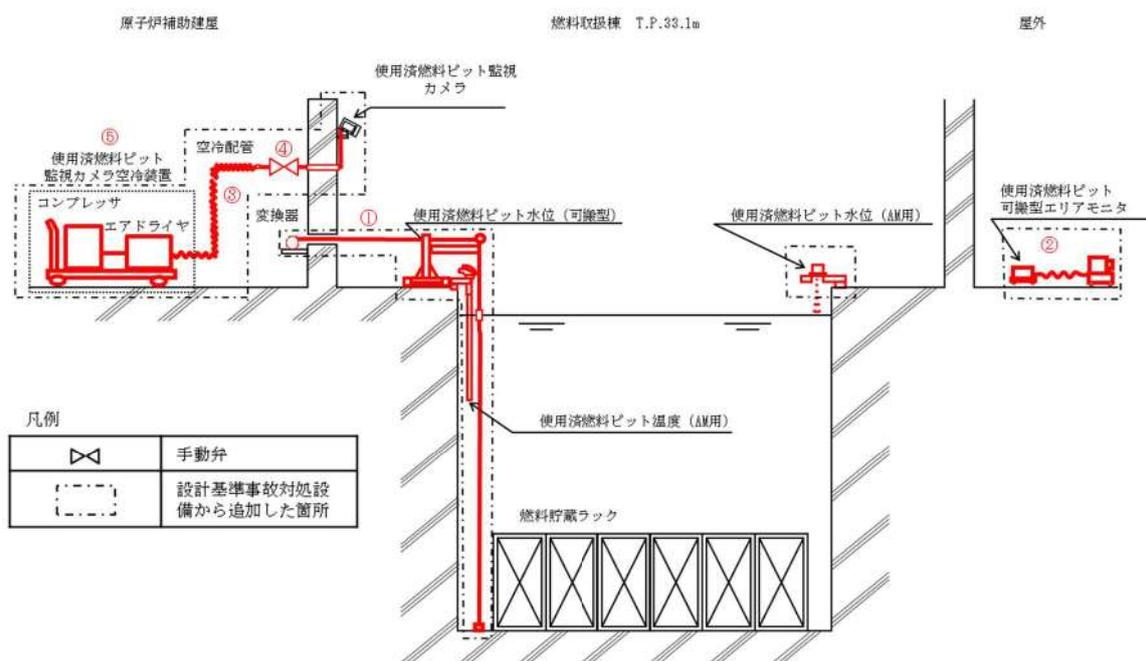 原子炉補助建屋
燃料取扱棟 T.P.33.1m
屋外
使用済燃料ピット監視
カメラ
⑤
使用済燃料ピット
監視カメラ空冷装置
空冷配管
④
③
コンプレッサ
エアドライヤ
変換器
①
使用済燃料ピット水位(可搬型)
使用済燃料ピット水位(AM用)
使用済燃料ピット
可搬型エリアモニタ
②
使用済燃料ピット温度(AM用)
燃料貯蔵ラック
凡例
手動弁
設計基準事故対処設
備から追加した箇所